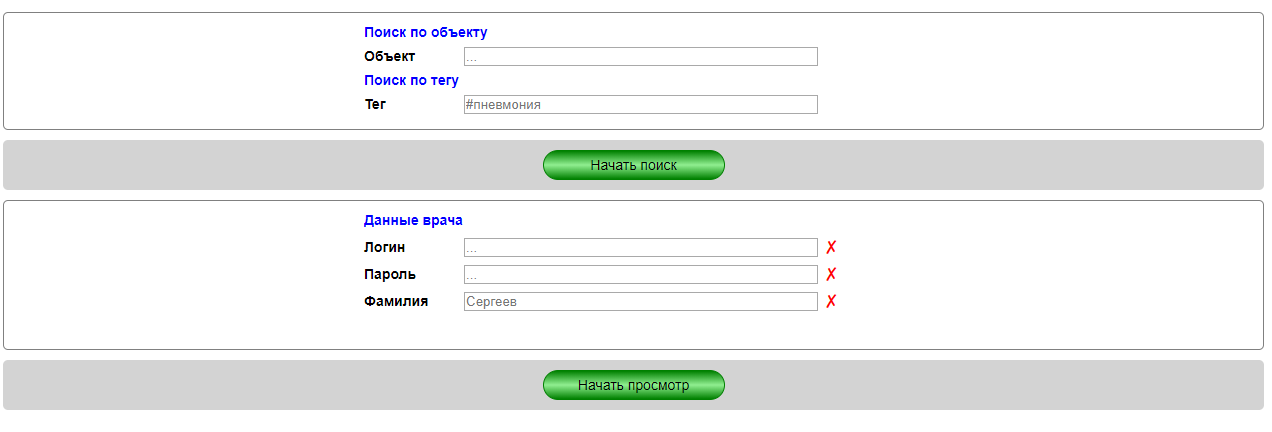 Поиск по объекту
Объект ...
Поиск по тегу
Тег #пневмония
Начать поиск
Данные врача
Логин ... ✗
Пароль ... ✗
Фамилия Сергеев ✗
Начать просмотр